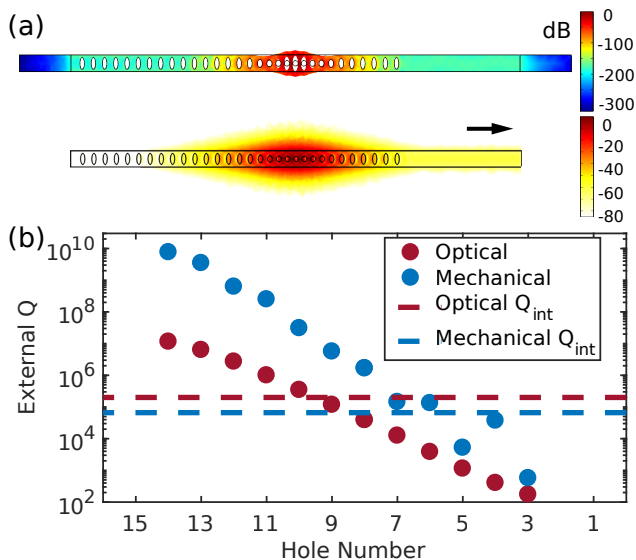 (a)
dB
0
-100
-200
-300
0
-20
-40
-60
-80
(b)
External Q
10^10
10^8
10^6
10^4
10^2
Optical
Mechanical
Optical Q_int
Mechanical Q_int
15 13 11 9 7 5 3 1
Hole Number